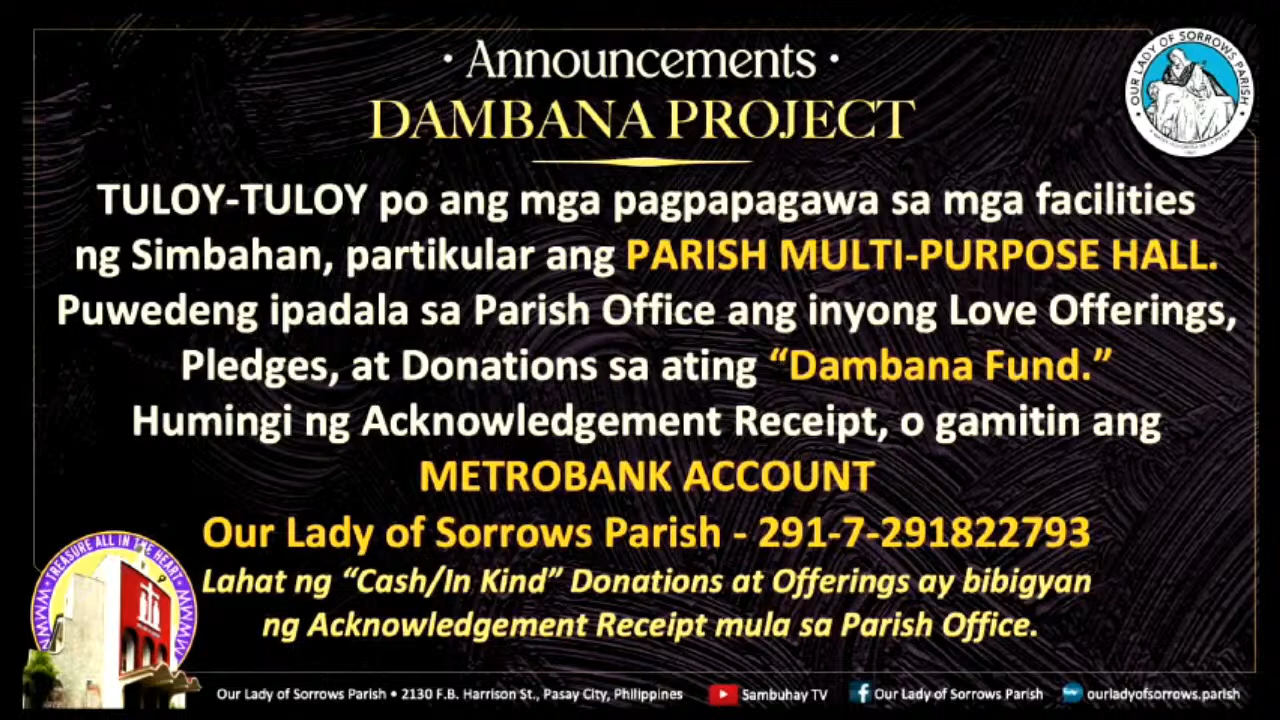 • Announcements •
DAMBANA PROJECT
OUR LADY OF SORROWS PARISH
TULOY-TULOY po ang mga pagpapagawa sa mga facilities
ng Simbahan, partikular ang PARISH MULTI-PURPOSE HALL.
Puwedeng ipadala sa Parish Office ang inyong Love Offerings,
Pledges, at Donations sa ating “Dambana Fund.”
Humingi ng Acknowledgement Receipt, o gamitin ang
METROBANK ACCOUNT
Our Lady of Sorrows Parish - 291-7-291822793
Lahat ng “Cash/In Kind” Donations at Offerings ay bibigyan
ng Acknowledgement Receipt mula sa Parish Office.
TREASURE ALL IN THE HEART
Our Lady of Sorrows Parish • 2130 F.B. Harrison St., Pasay City, Philippines
Sambuhay TV
Our Lady of Sorrows Parish
ourladyofsorrows.parish